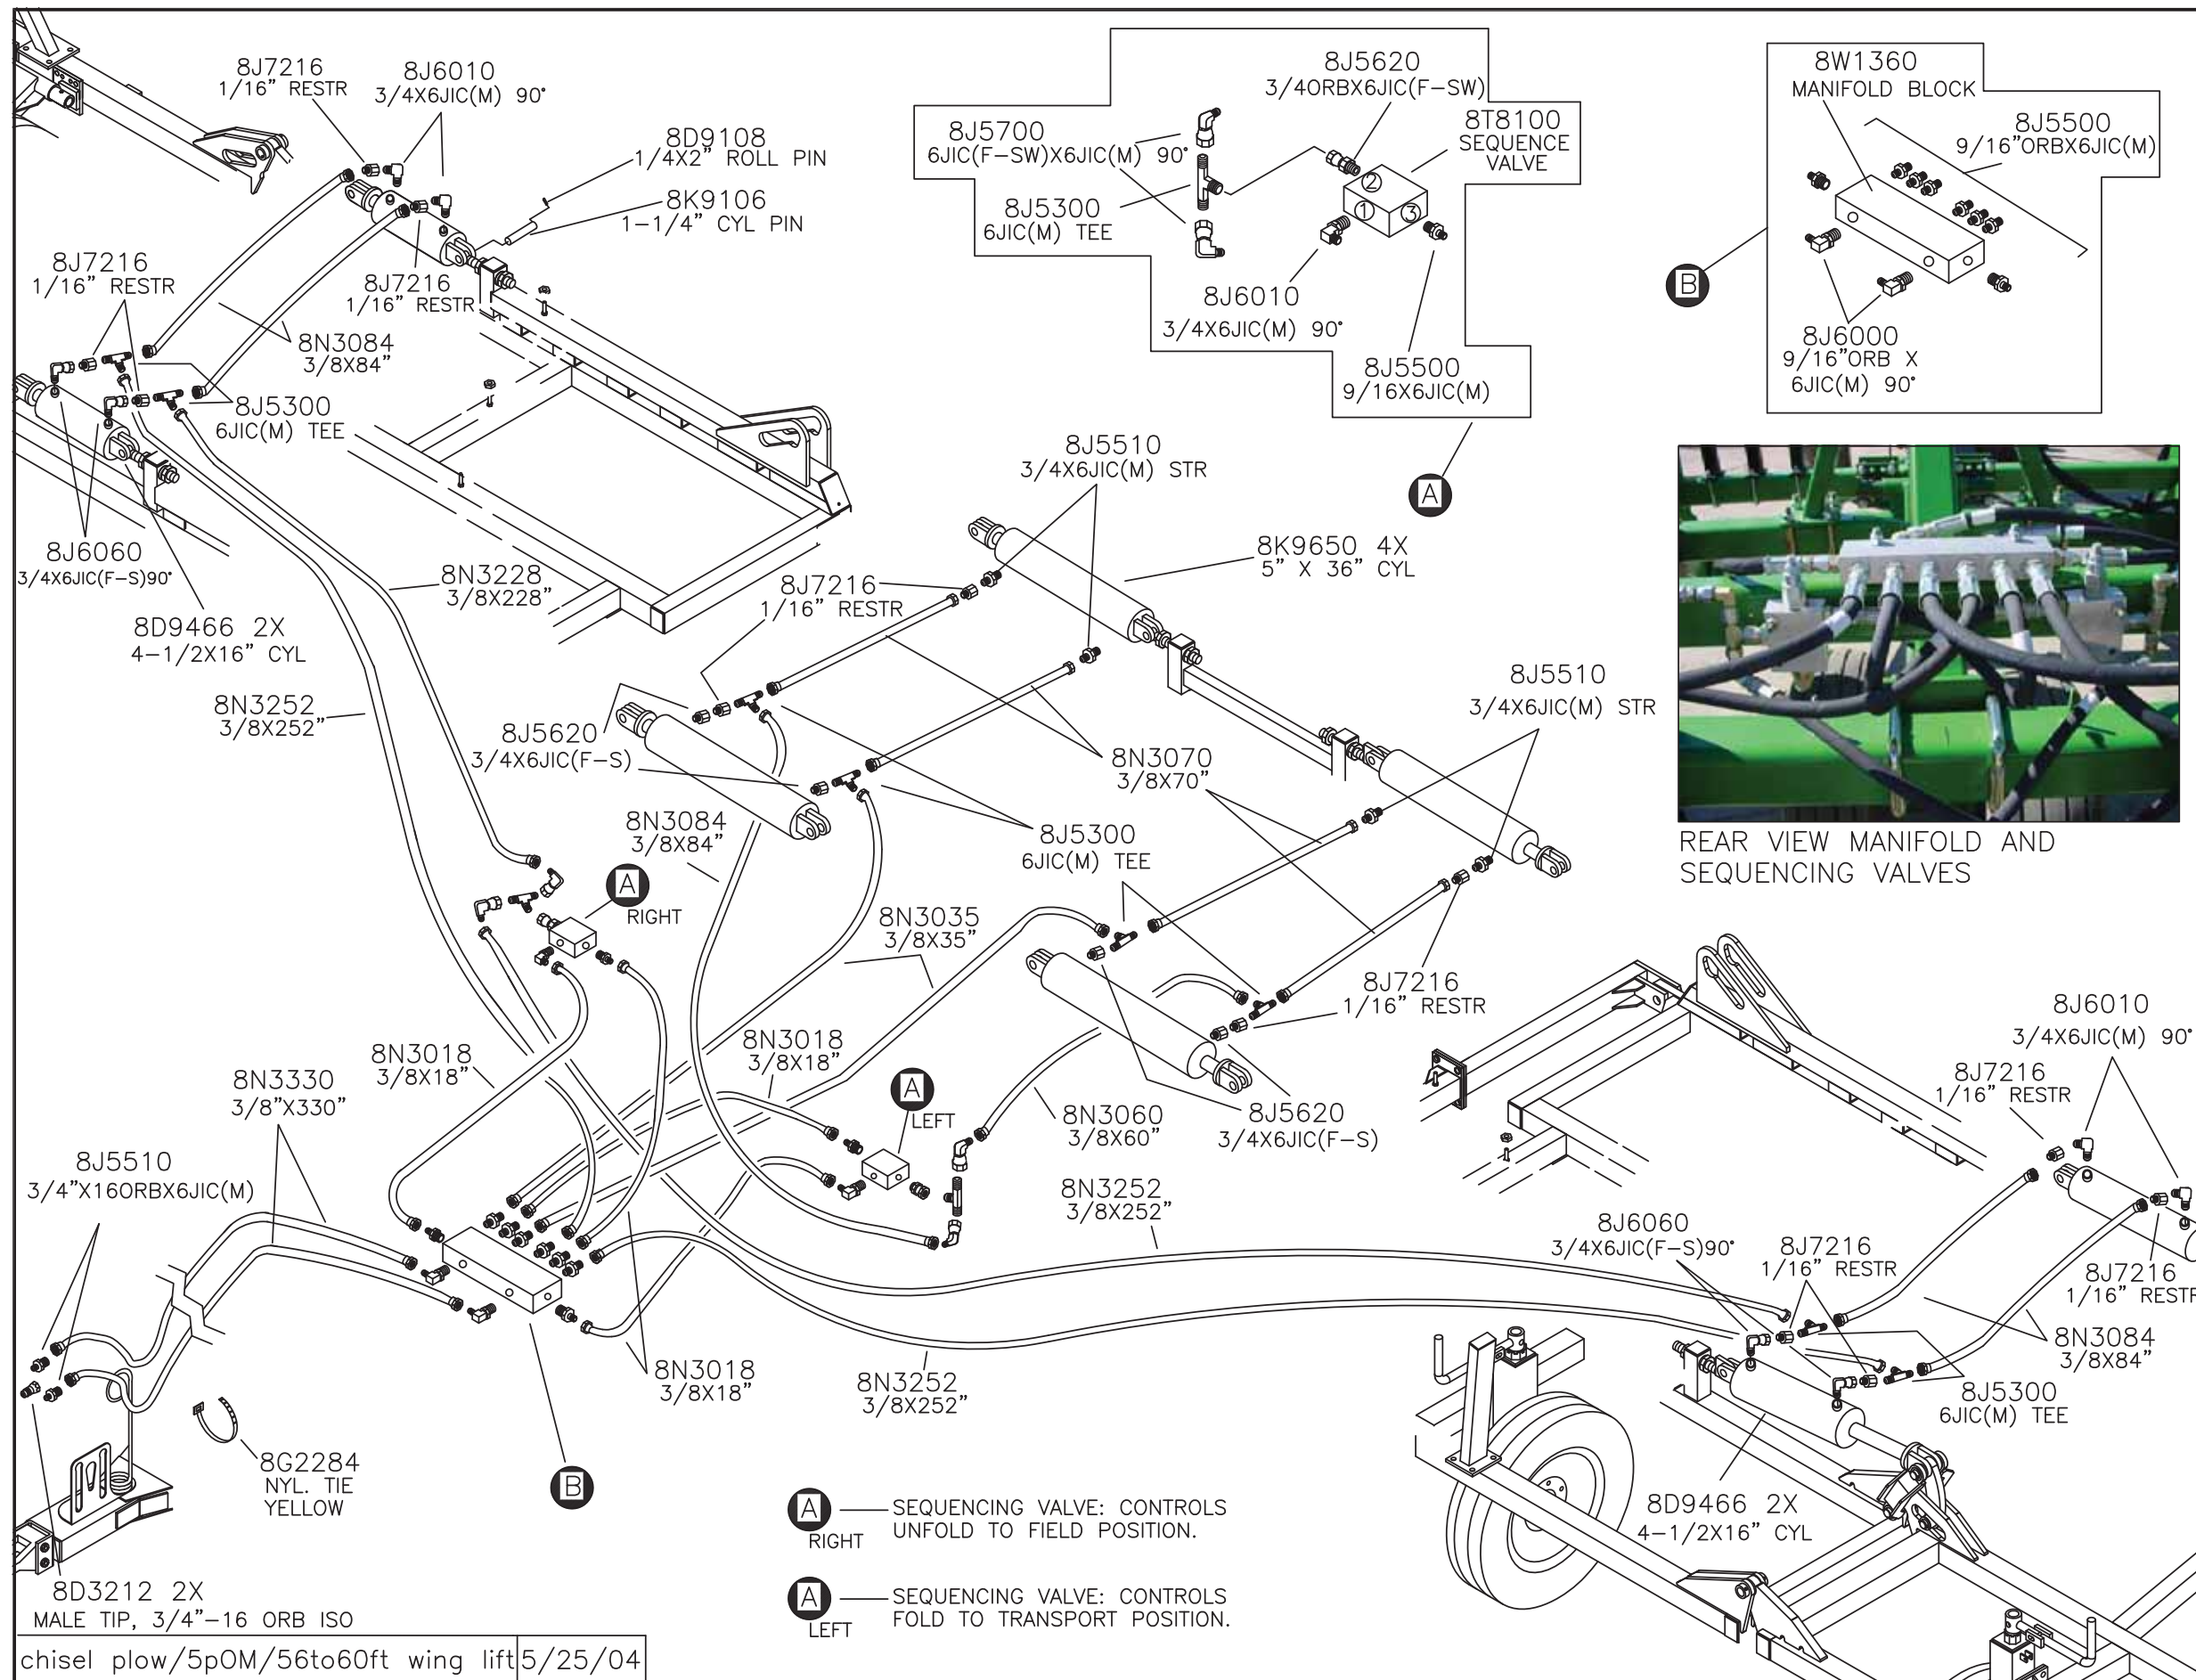 8J7216
1/16” RESTR
8J6010
3/4X6JIC(M) 90°
8D9108
1/4X2” ROLL PIN
8K9106
1-1/4” CYL PIN
8J7216
1/16” RESTR
8J7216
1/16” RESTR
8N3084
3/8X84”
8J5300
6JIC(M) TEE
8J6060
3/4X6JIC(F-S)90°
8D9466 2X
4-1/2X16” CYL
8N3228
3/8X228”
8N3252
3/8X252”
8J5620
3/4ORBX6JIC(F-SW)
8J5700
6JIC(F-SW)X6JIC(M) 90°
8T8100
SEQUENCE
VALVE
8J5300
6JIC(M) TEE
2
1
3
8J6010
3/4X6JIC(M) 90°
8J5500
9/16X6JIC(M)
A
8W1360
MANIFOLD BLOCK
8J5500
9/16”ORBX6JIC(M)
B
8J6000
9/16”ORB X
6JIC(M) 90°
REAR VIEW MANIFOLD AND
SEQUENCING VALVES
8J5510
3/4X6JIC(M) STR
8K9650 4X
5” X 36” CYL
8J7216
1/16” RESTR
8J5510
3/4X6JIC(M) STR
8J5620
3/4X6JIC(F-S)
8N3070
3/8X70”
8N3084
3/8X84”
8J5300
6JIC(M) TEE
A
RIGHT
8N3035
3/8X35”
8J7216
1/16” RESTR
8N3018
3/8X18”
8N3018
3/8X18”
A
LEFT
8N3060
3/8X60”
8J5620
3/4X6JIC(F-S)
8N3330
3/8”X330”
8J5510
3/4”X16ORBX6JIC(M)
8N3252
3/8X252”
8J6010
3/4X6JIC(M) 90°
8J7216
1/16” RESTR
8J6060
3/4X6JIC(F-S)90°
8J7216
1/16” RESTR
8J7216
1/16” RESTR
8N3084
3/8X84”
8J5300
6JIC(M) TEE
8N3018
3/8X18”
8N3252
3/8X252”
8G2284
NYL. TIE
YELLOW
B
8D9466 2X
4-1/2X16” CYL
A
RIGHT
SEQUENCING VALVE: CONTROLS
UNFOLD TO FIELD POSITION.
A
LEFT
SEQUENCING VALVE: CONTROLS
FOLD TO TRANSPORT POSITION.
8D3212 2X
MALE TIP, 3/4”-16 ORB ISO
chisel plow/5pOM/56to60ft wing lift 5/25/04